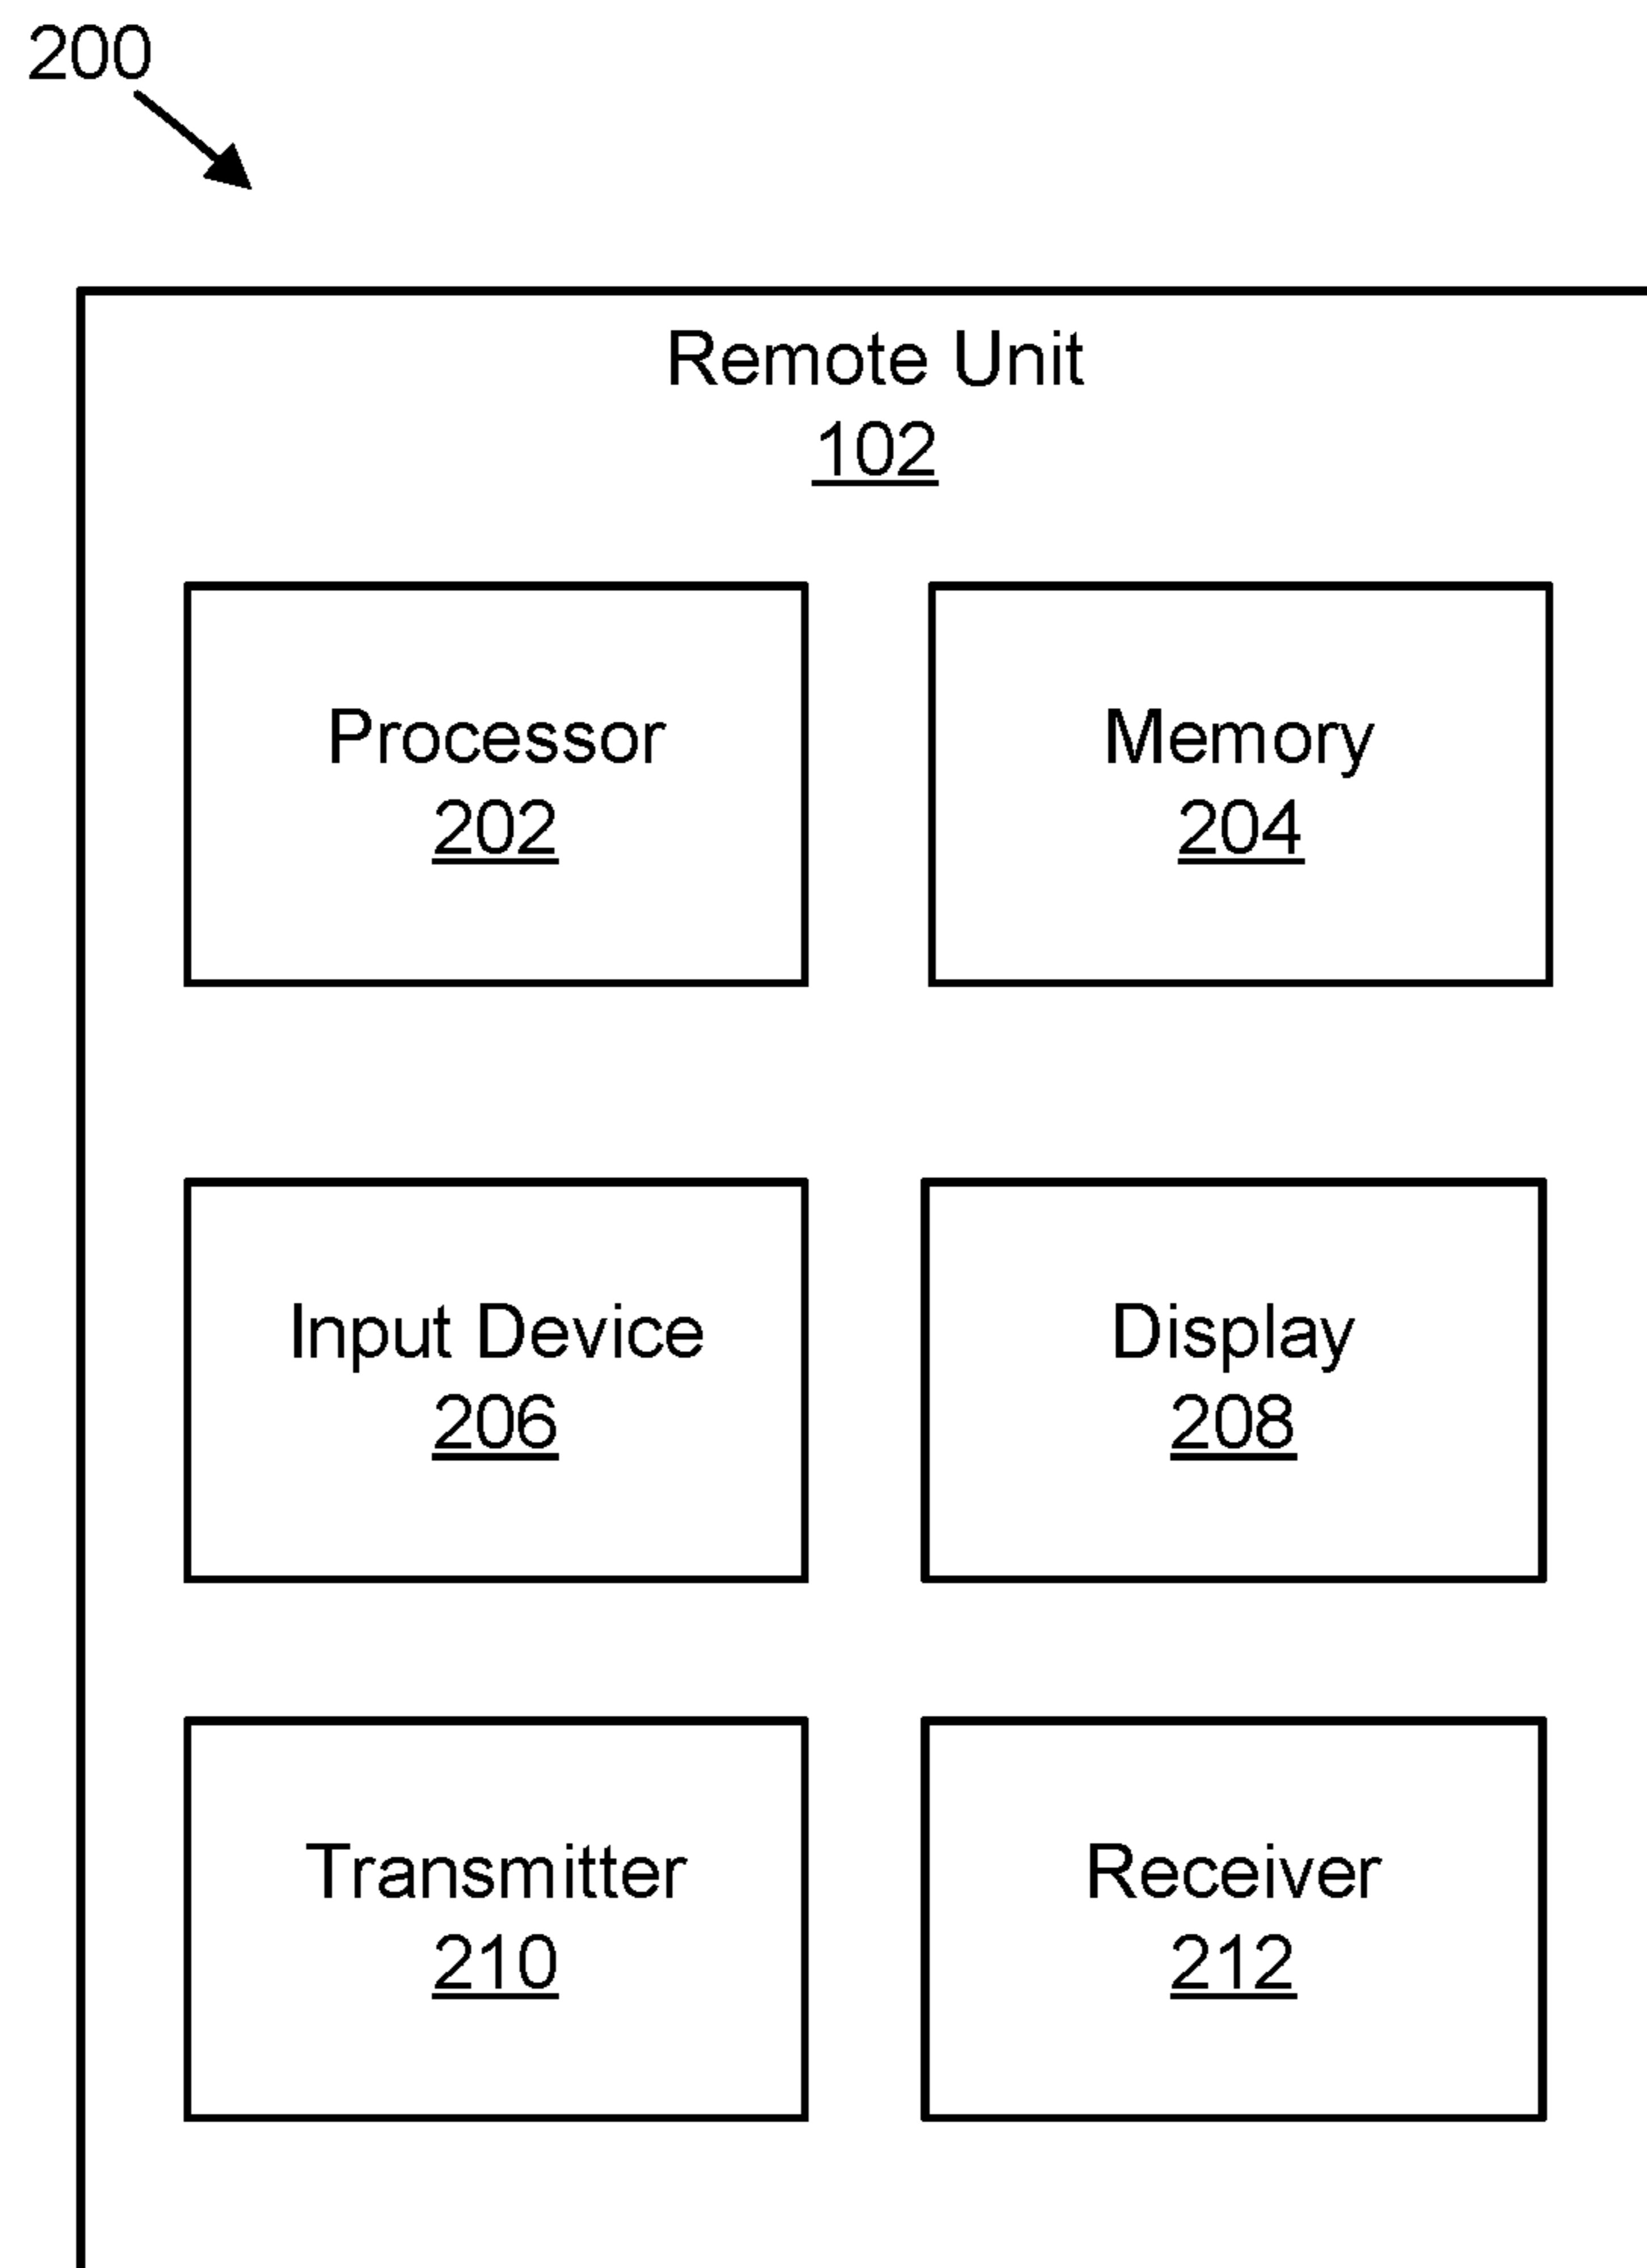 200
Remote Unit
102
Processor
202
Memory
204
Input Device
206
Display
208
Transmitter
210
Receiver
212